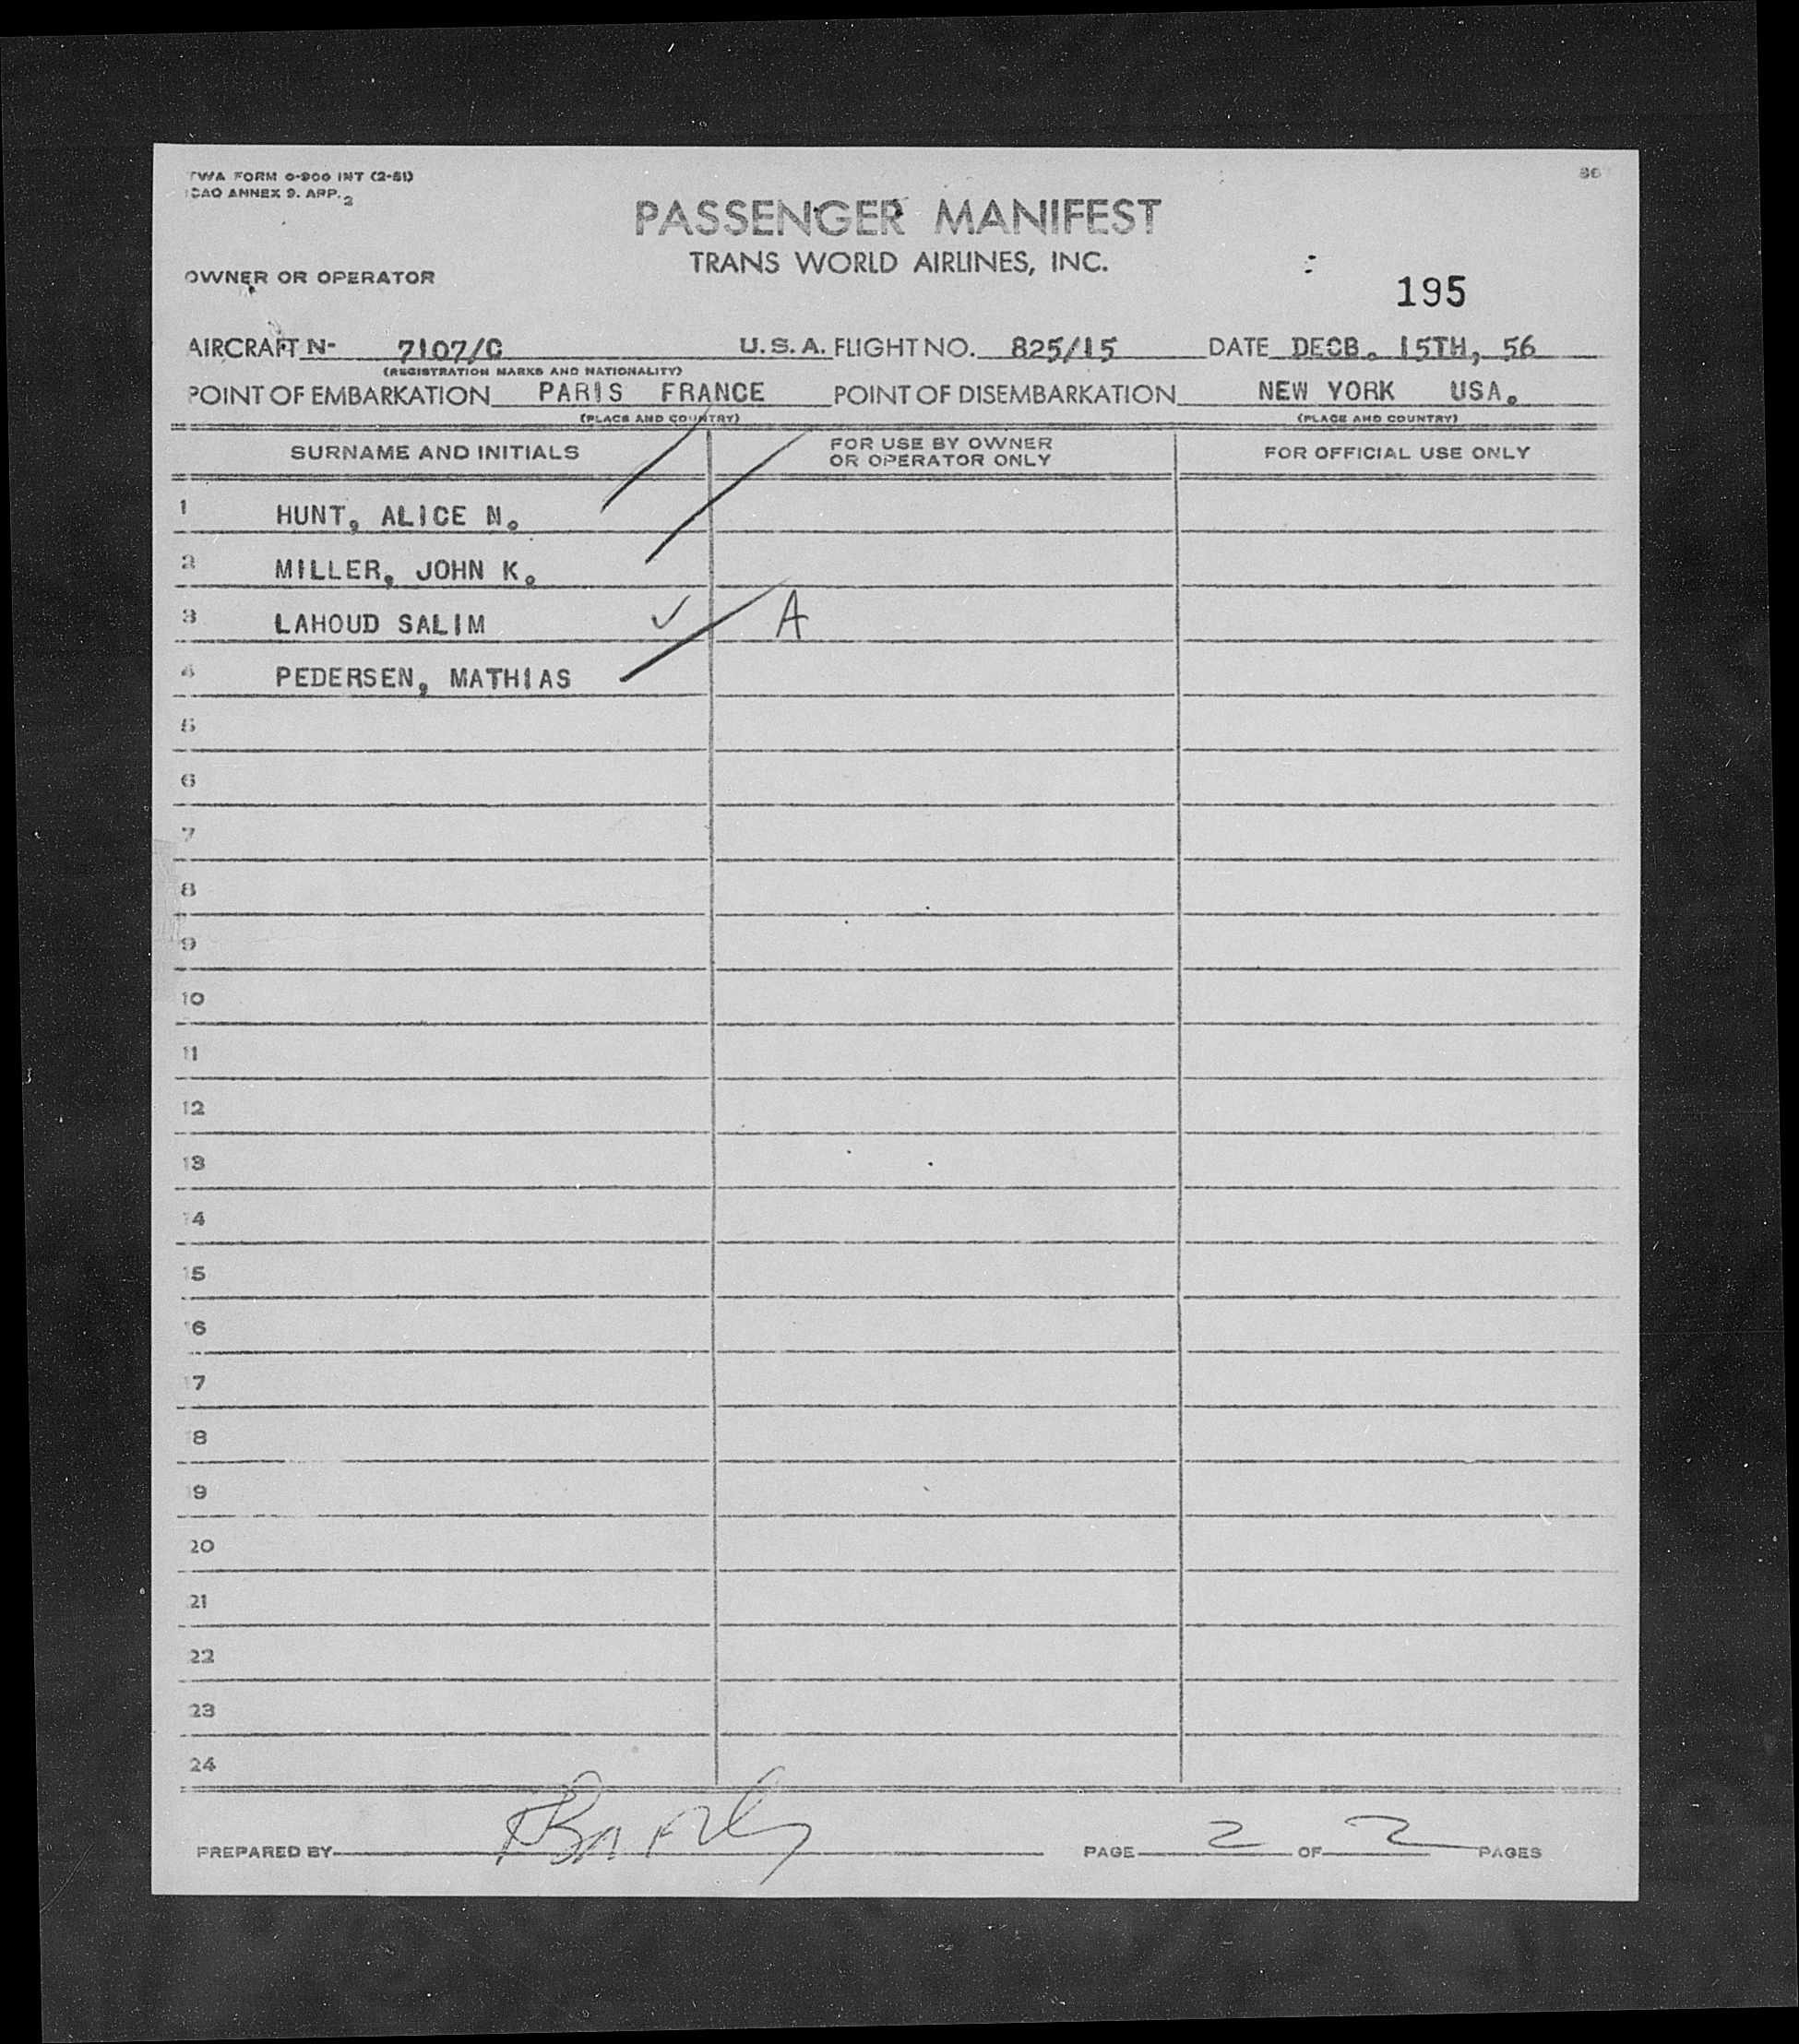 TWA FORM 0-900 INT (2-51)
ICAO ANNEX 9. APP. 2
PASSENGER MANIFEST
TRANS WORLD AIRLINES, INC.
OWNER OR OPERATOR
195
AIRCRAFT N- 7107/C U.S.A. FLIGHT NO. 825/15 DATE DECB. 15TH, 56
(REGISTRATION MARKS AND NATIONALITY)
POINT OF EMBARKATION PARIS FRANCE POINT OF DISEMBARKATION NEW YORK USA.
(PLACE AND COUNTRY) (PLACE AND COUNTRY)
SURNAME AND INITIALS FOR USE BY OWNER OR OPERATOR ONLY FOR OFFICIAL USE ONLY
1 HUNT, ALICE N.
2 MILLER, JOHN K.
3 LAHOUD SALIM ✓ A
4 PEDERSEN, MATHIAS
5
6
7
8
9
10
11
12
13
14
15
16
17
18
19
20
21
22
23
24
PREPARED BY PAGE 2 OF 2 PAGES